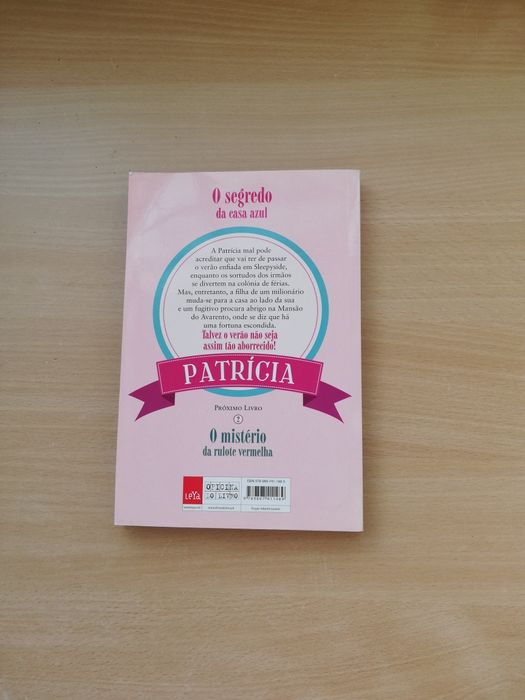 O segredo
da casa azul
A Patrícia mal pode
acreditar que vai ter de passar
o verão enfiada em Sleepyside,
enquanto os sortudos dos irmãos
se divertem na colónia de férias.
Mas, entretanto, a filha de um milionário
muda-se para a casa ao lado da sua
e um fugitivo procura abrigo na Mansão
do Avarento, onde se diz que há
uma fortuna escondida.
Talvez o verão não seja
assim tão aborrecido!
PATRÍCIA
PRÓXIMO LIVRO
2
O mistério
da rulote vermelha
LEYA
OFICINA
DO LIVRO